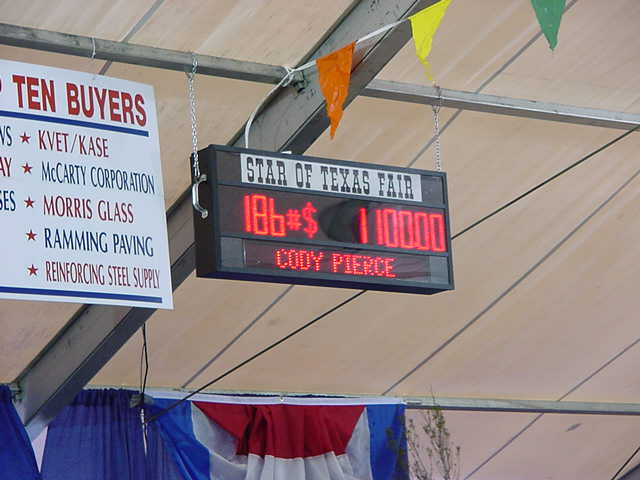 TEN BUYERS
★ KVET/KASE
★ McCARTY CORPORATION
★ MORRIS GLASS
★ RAMMING PAVING
★ REINFORCING STEEL SUPPLY
STAR OF TEXAS FAIR
186#$ 110000
CODY PIERCE